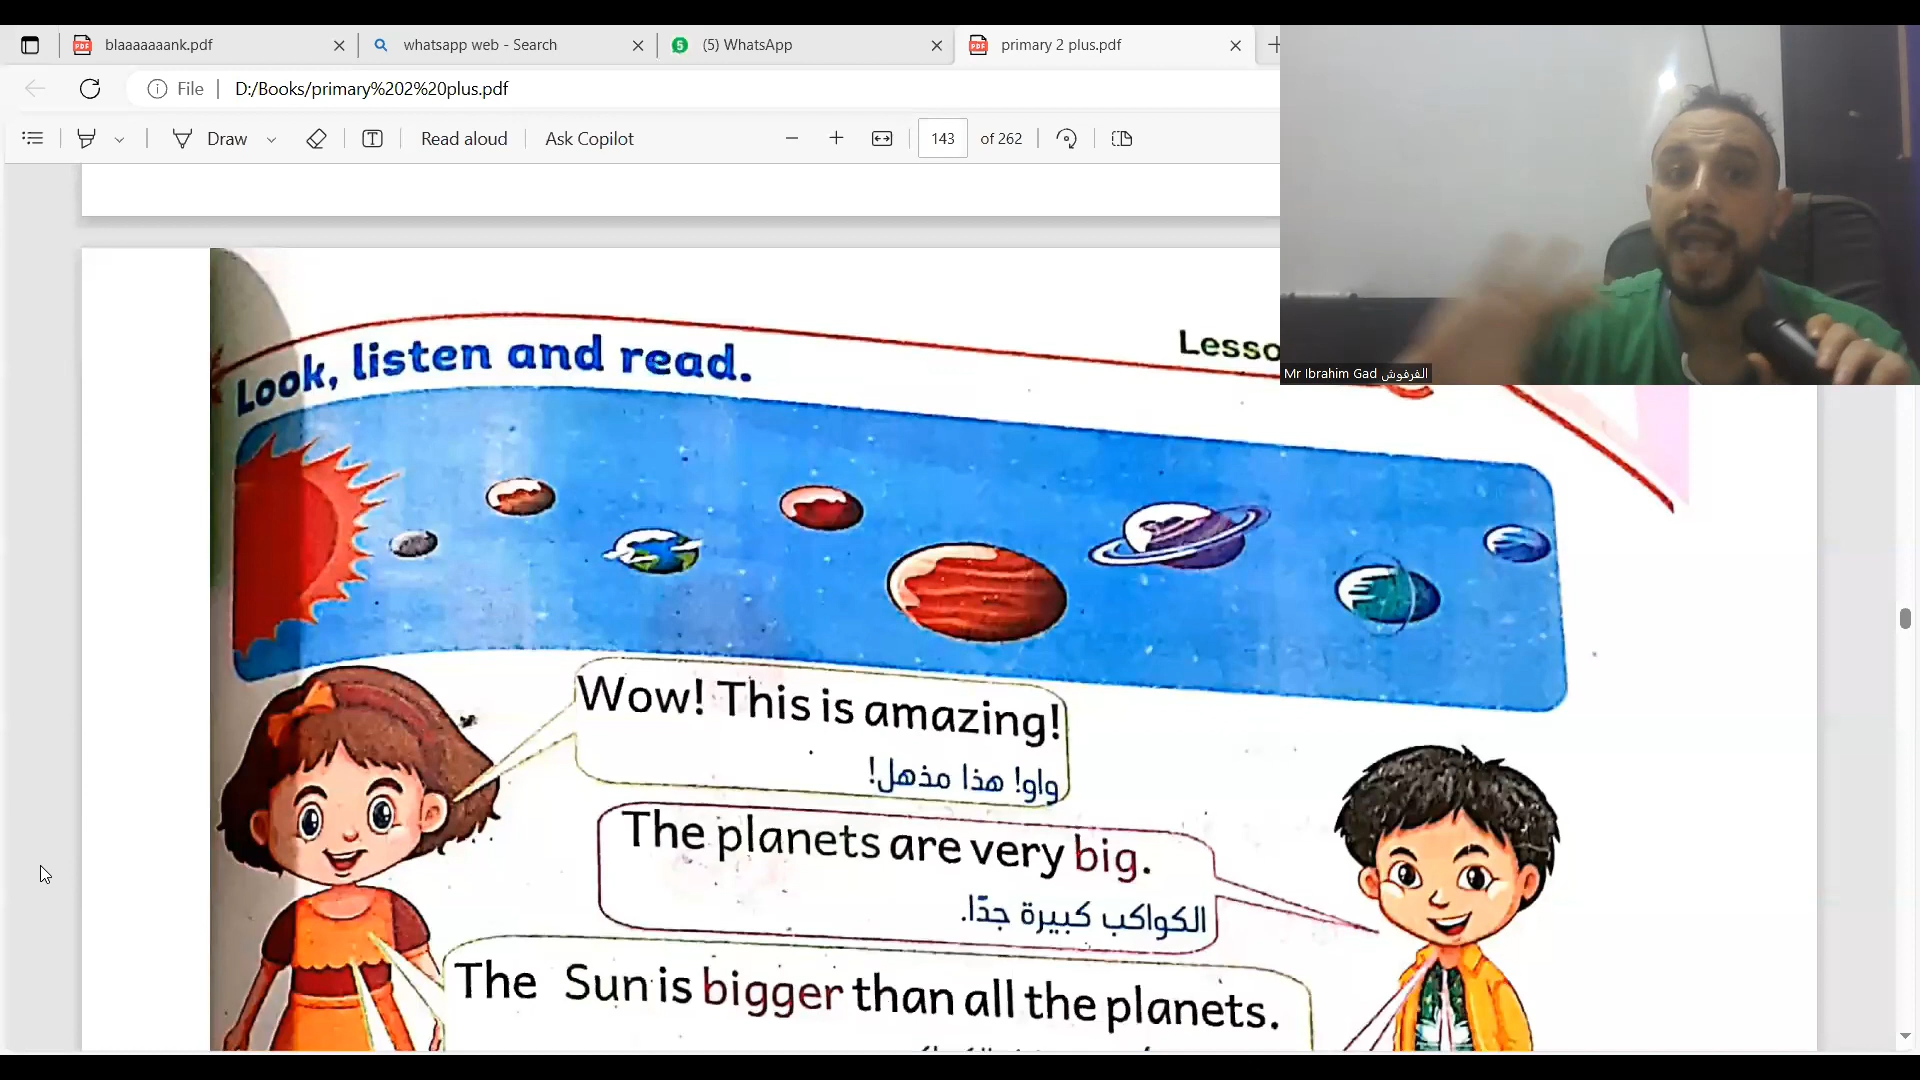 blaaaaaaank.pdf
whatsapp web - Search
(5) WhatsApp
primary 2 plus.pdf
File
D:/Books/primary%202%20plus.pdf
Draw
Read aloud
Ask Copilot
143 of 262
Mr Ibrahim Gad الفرفوش
Look, listen and read.
Wow! This is amazing!
واو! هذا مذهل!
The planets are very big.
الكواكب كبيرة جدًا.
The Sun is bigger than all the planets.